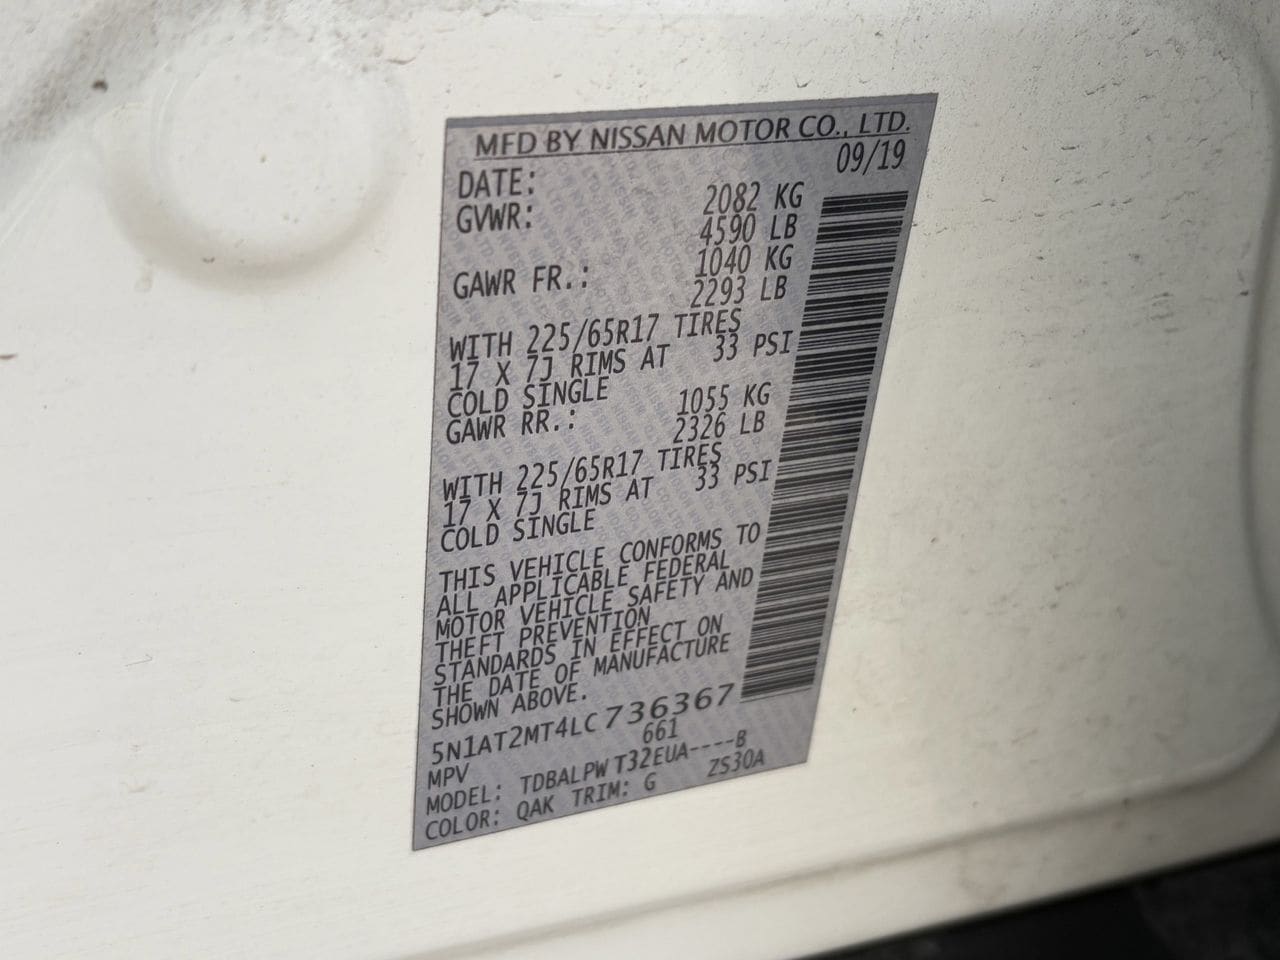 MFD BY NISSAN MOTOR CO., LTD.
DATE: 09/19
GVWR: 2082 KG
4590 LB
GAWR FR.: 1040 KG
2293 LB
WITH 225/65R17 TIRES
17 X 7J RIMS AT 33 PSI
COLD SINGLE
GAWR RR.: 1055 KG
2326 LB
WITH 225/65R17 TIRES
17 X 7J RIMS AT 33 PSI
COLD SINGLE
THIS VEHICLE CONFORMS TO
ALL APPLICABLE FEDERAL
MOTOR VEHICLE SAFETY AND
THEFT PREVENTION
STANDARDS IN EFFECT ON
THE DATE OF MANUFACTURE
SHOWN ABOVE.
5N1AT2MT4LC736367
MPV 661
MODEL: TDBALPWT32EUA----B
COLOR: QAK TRIM: G ZS30A